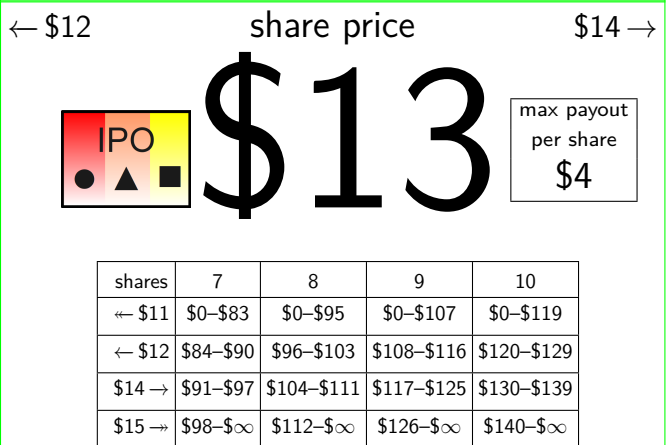 ← $12 share price $14 →
IPO
$13
max payout
per share
$4
shares 7 8 9 10
↞ $11 $0–$83 $0–$95 $0–$107 $0–$119
← $12 $84–$90 $96–$103 $108–$116 $120–$129
$14 → $91–$97 $104–$111 $117–$125 $130–$139
$15 ↠ $98–$∞ $112–$∞ $126–$∞ $140–$∞